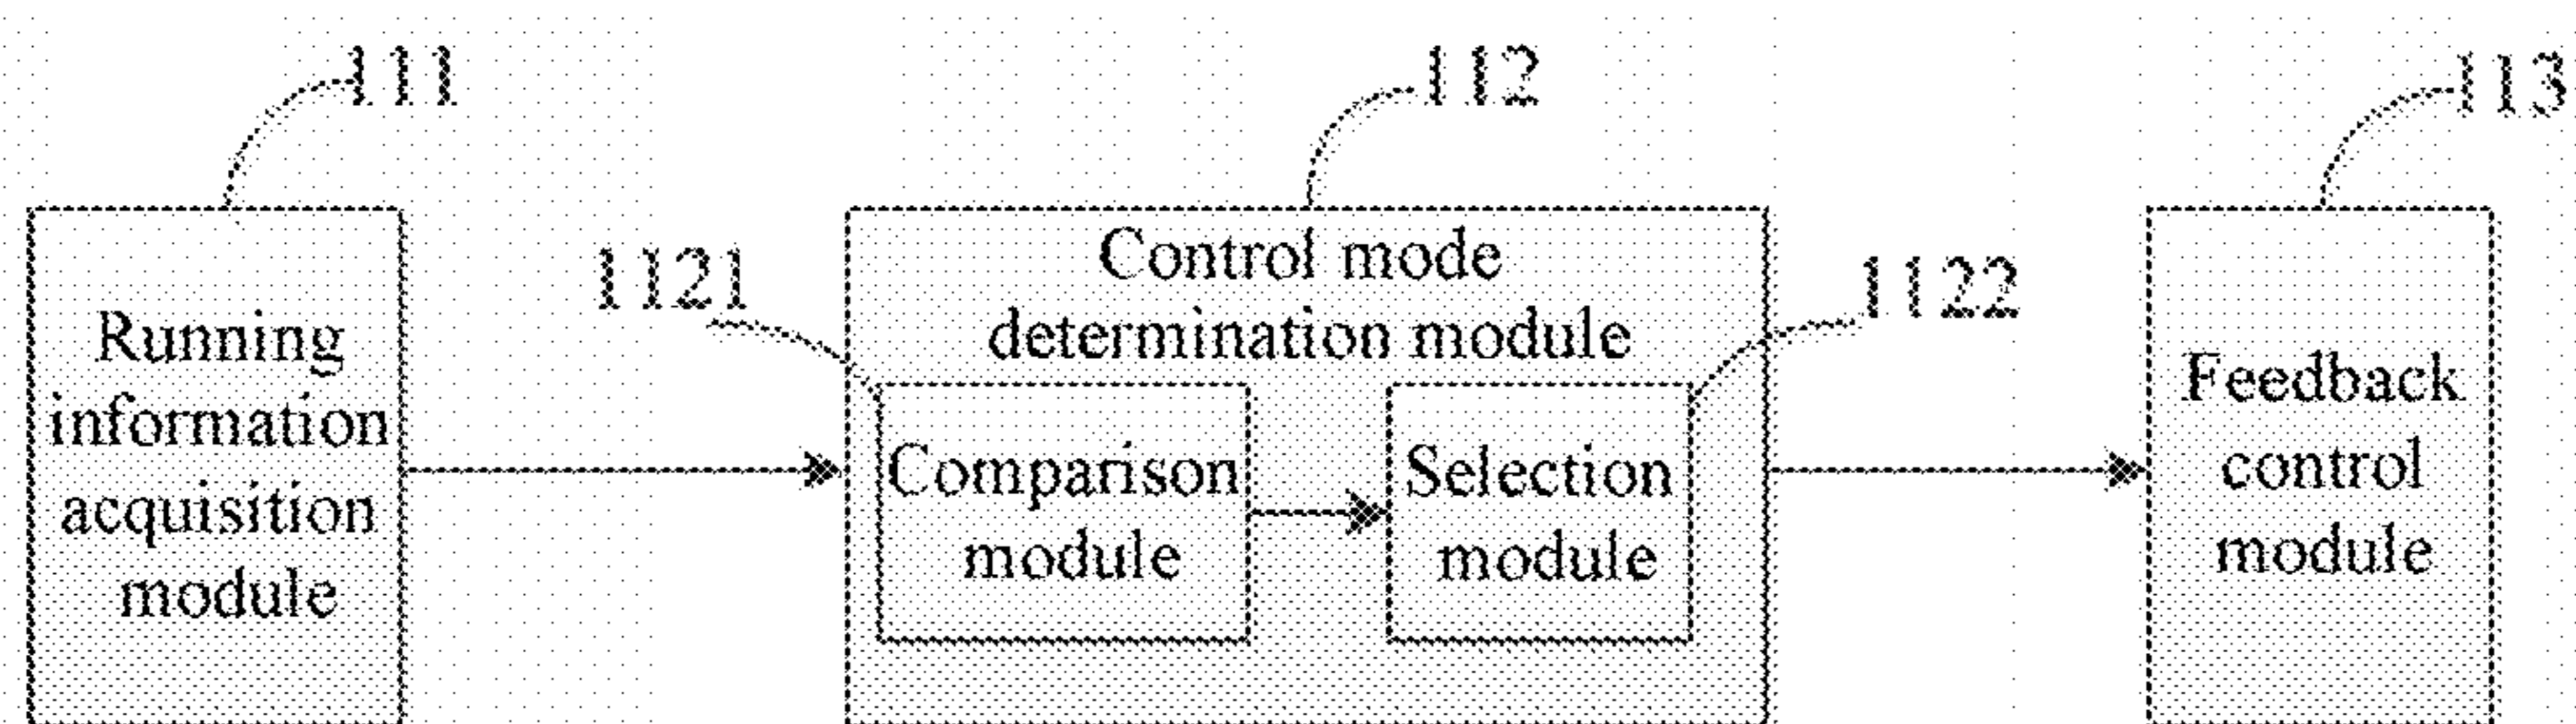 111
112
113
Running
information
acquisition
module
1121
Control mode
determination module
1122
Comparison
module
Selection
module
Feedback
control
module